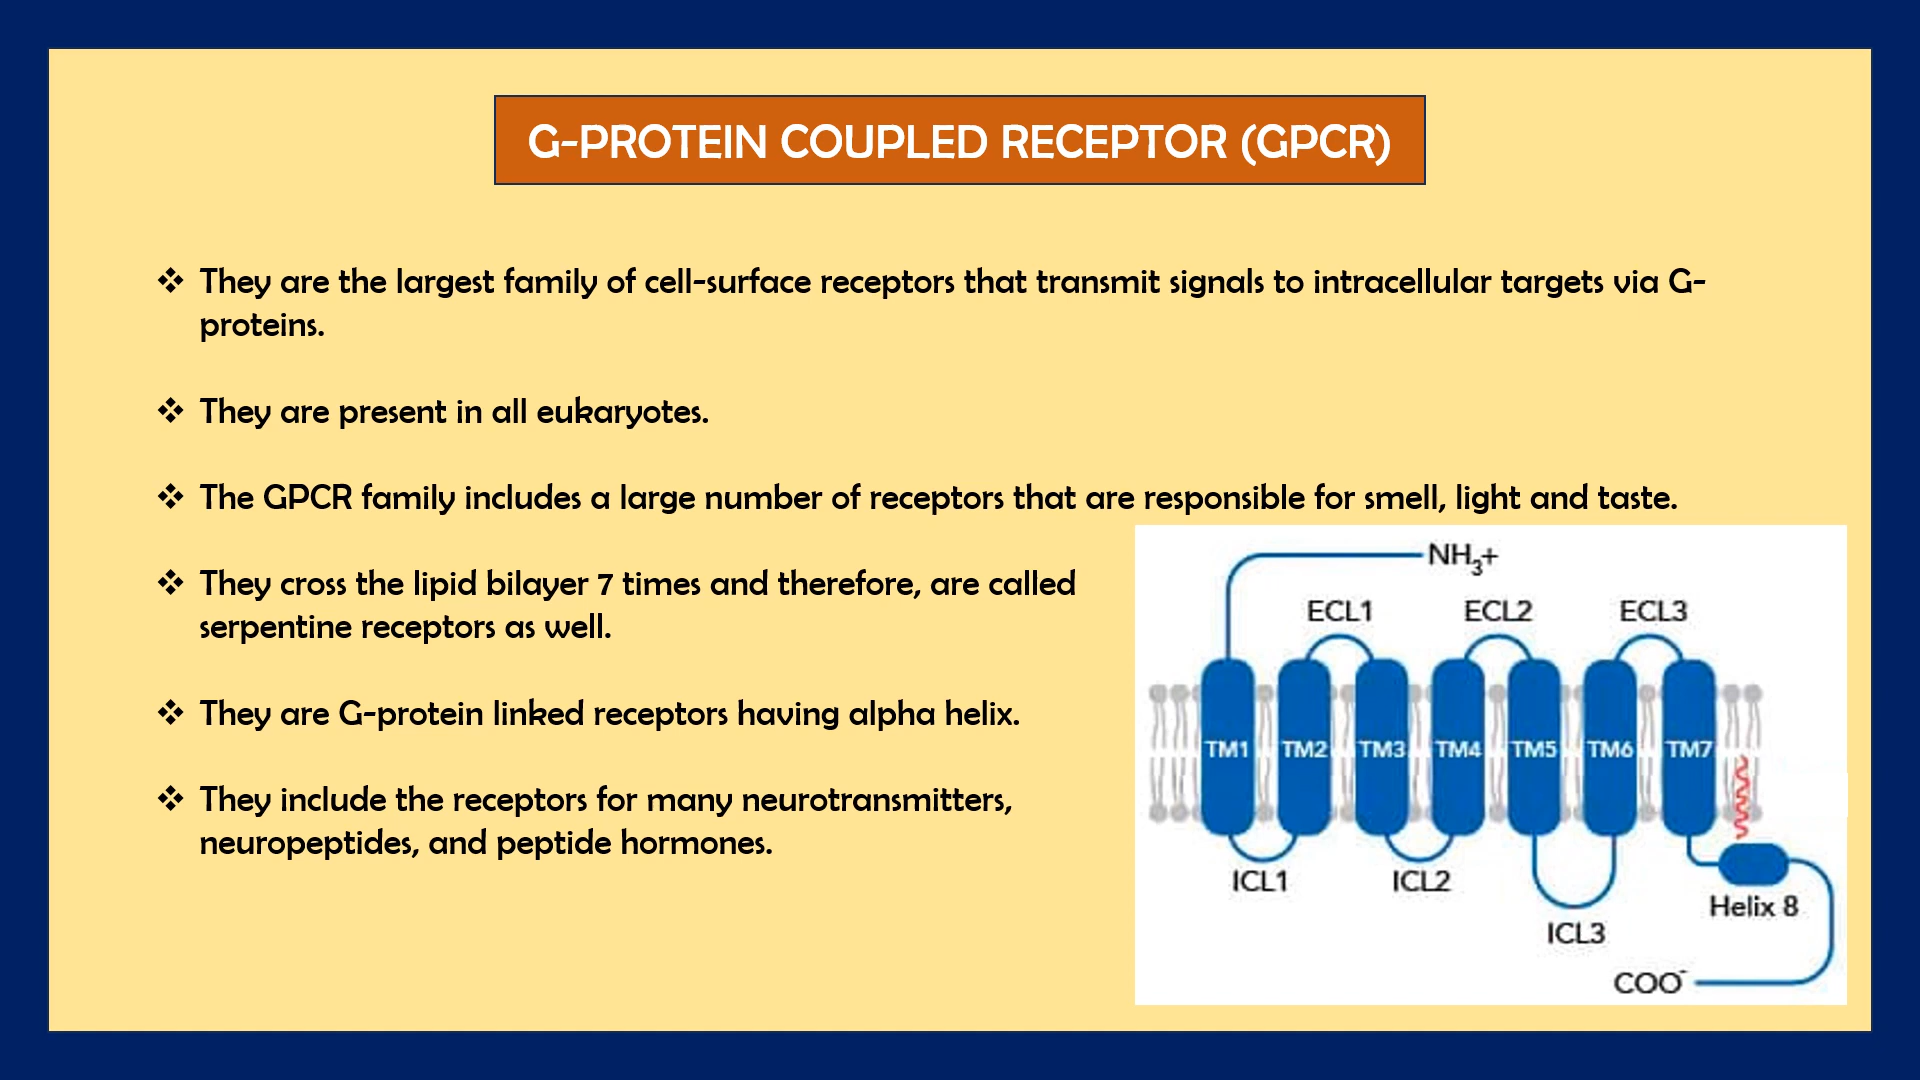 G-PROTEIN COUPLED RECEPTOR (GPCR)
❖ They are the largest family of cell-surface receptors that transmit signals to intracellular targets via G-
proteins.
❖ They are present in all eukaryotes.
❖ The GPCR family includes a large number of receptors that are responsible for smell, light and taste.
❖ They cross the lipid bilayer 7 times and therefore, are called
serpentine receptors as well.
❖ They are G-protein linked receptors having alpha helix.
❖ They include the receptors for many neurotransmitters,
neuropeptides, and peptide hormones.
NH3+
ECL1 ECL2 ECL3
TM1 TM2 TM3 TM4 TM5 TM6 TM7
ICL1 ICL2
Helix 8
ICL3
COO-